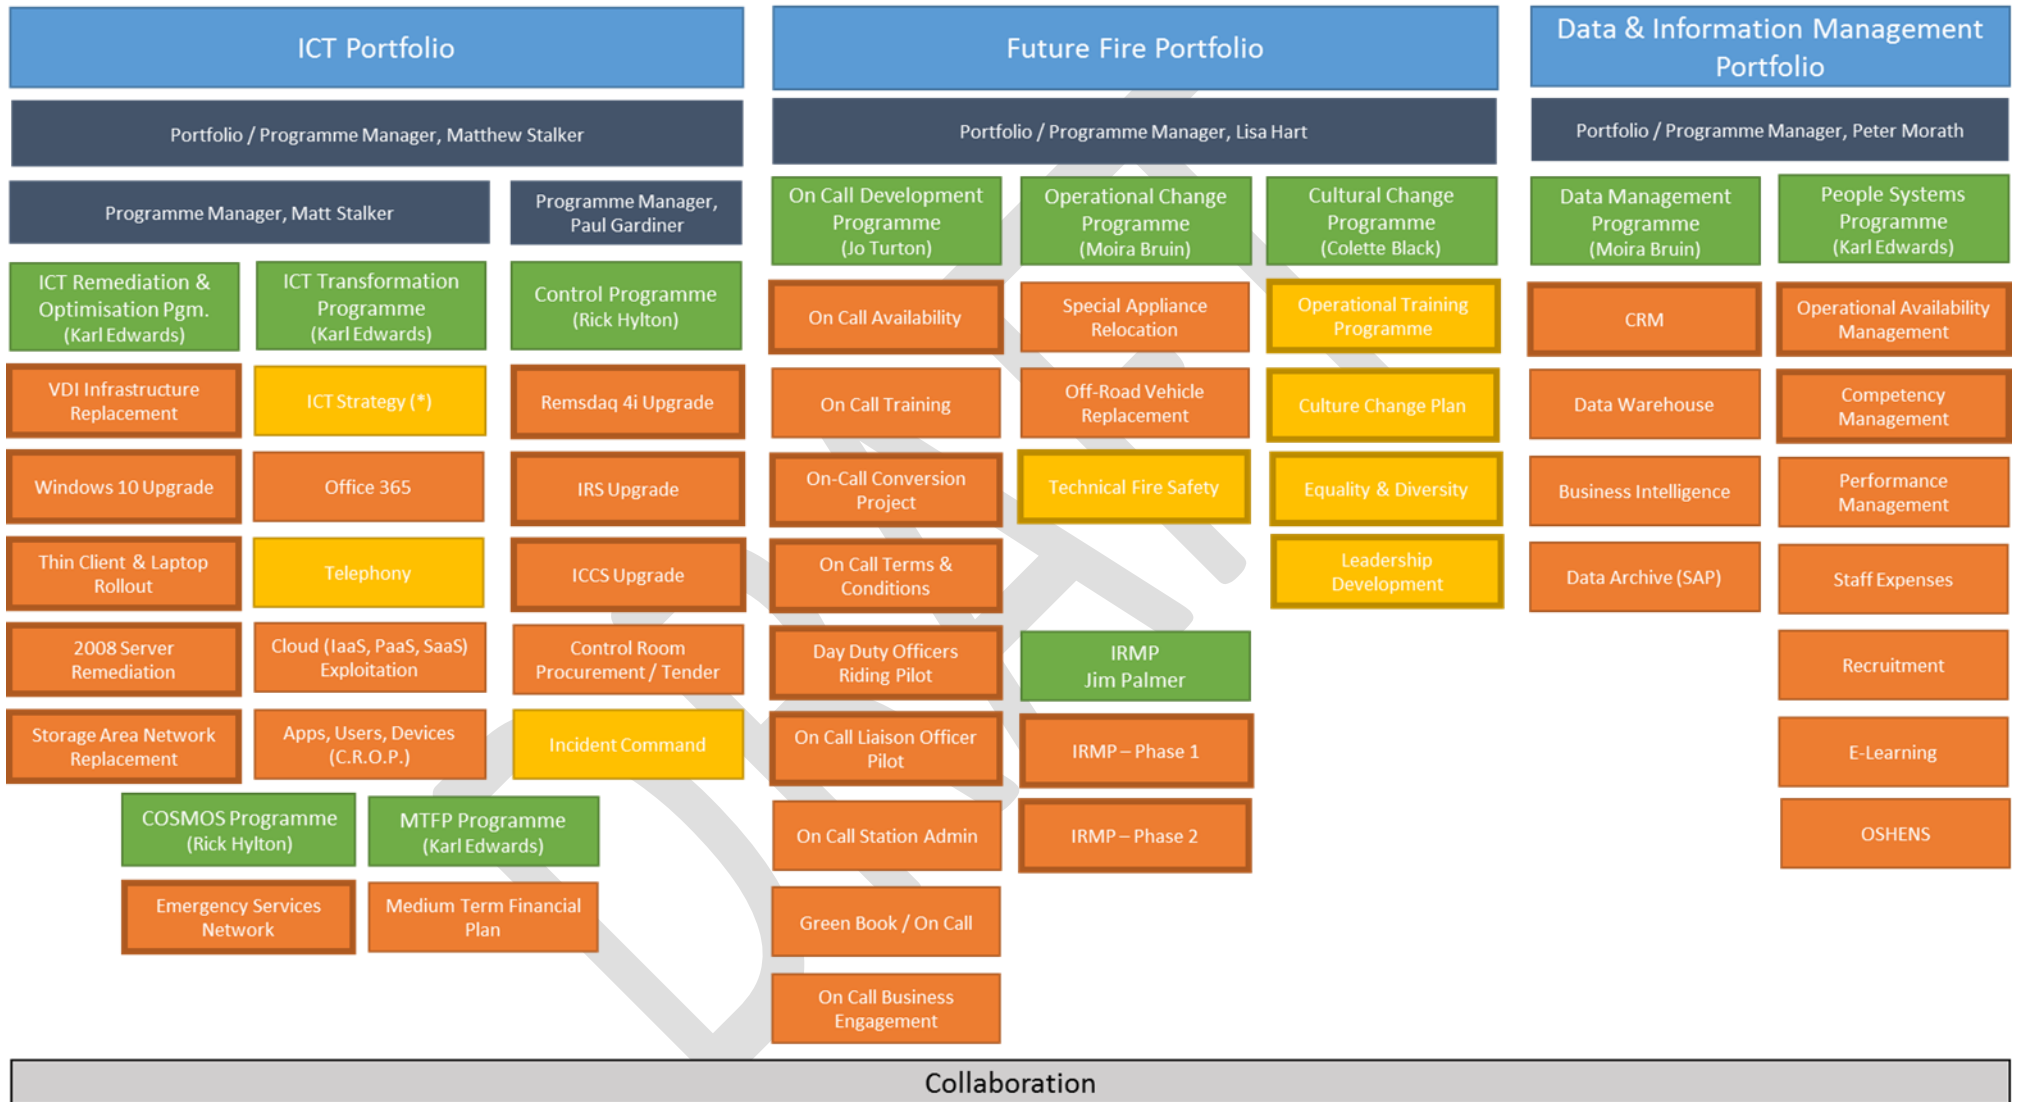 ICT Portfolio
Portfolio / Programme Manager, Matthew Stalker
Programme Manager, Matt Stalker
Programme Manager,
Paul Gardiner
ICT Remediation &
Optimisation Pgm.
(Karl Edwards)
VDI Infrastructure
Replacement
Windows 10 Upgrade
Thin Client & Laptop
Rollout
2008 Server
Remediation
Storage Area Network
Replacement
ICT Transformation
Programme
(Karl Edwards)
ICT Strategy (*)
Office 365
Telephony
Cloud (IaaS, PaaS, SaaS)
Exploitation
Apps, Users, Devices
(C.R.O.P.)
Control Programme
(Rick Hylton)
Remsdaq 4i Upgrade
IRS Upgrade
ICCS Upgrade
Control Room
Procurement / Tender
Incident Command
COSMOS Programme
(Rick Hylton)
Emergency Services
Network
MTFP Programme
(Karl Edwards)
Medium Term Financial
Plan
Future Fire Portfolio
Portfolio / Programme Manager, Lisa Hart
On Call Development
Programme
(Jo Turton)
On Call Availability
On Call Training
On-Call Conversion
Project
On Call Terms &
Conditions
Day Duty Officers
Riding Pilot
On Call Liaison Officer
Pilot
On Call Station Admin
Green Book / On Call
On Call Business
Engagement
Operational Change
Programme
(Moira Bruin)
Special Appliance
Relocation
Off-Road Vehicle
Replacement
Technical Fire Safety
IRMP
Jim Palmer
IRMP – Phase 1
IRMP – Phase 2
Cultural Change
Programme
(Colette Black)
Operational Training
Programme
Culture Change Plan
Equality & Diversity
Leadership
Development
Data & Information Management
Portfolio
Portfolio / Programme Manager, Peter Morath
Data Management
Programme
(Moira Bruin)
CRM
Data Warehouse
Business Intelligence
Data Archive (SAP)
People Systems
Programme
(Karl Edwards)
Operational Availability
Management
Competency
Management
Performance
Management
Staff Expenses
Recruitment
E-Learning
OSHENS
Collaboration
DRAFT